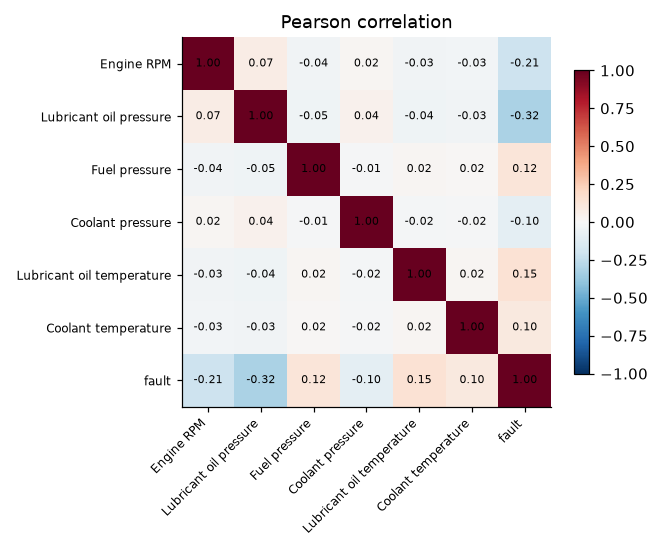 Pearson correlation
Engine RPM 1.00 0.07 -0.04 0.02 -0.03 -0.03 -0.21
Lubricant oil pressure 0.07 1.00 -0.05 0.04 -0.04 -0.03 -0.32
Fuel pressure -0.04 -0.05 1.00 -0.01 0.02 0.02 0.12
Coolant pressure 0.02 0.04 -0.01 1.00 -0.02 -0.02 -0.10
Lubricant oil temperature -0.03 -0.04 0.02 -0.02 1.00 0.02 0.15
Coolant temperature -0.03 -0.03 0.02 -0.02 0.02 1.00 0.10
fault -0.21 -0.32 0.12 -0.10 0.15 0.10 1.00
Engine RPM
Lubricant oil pressure
Fuel pressure
Coolant pressure
Lubricant oil temperature
Coolant temperature
fault
1.00
0.75
0.50
0.25
0.00
−0.25
−0.50
−0.75
−1.00